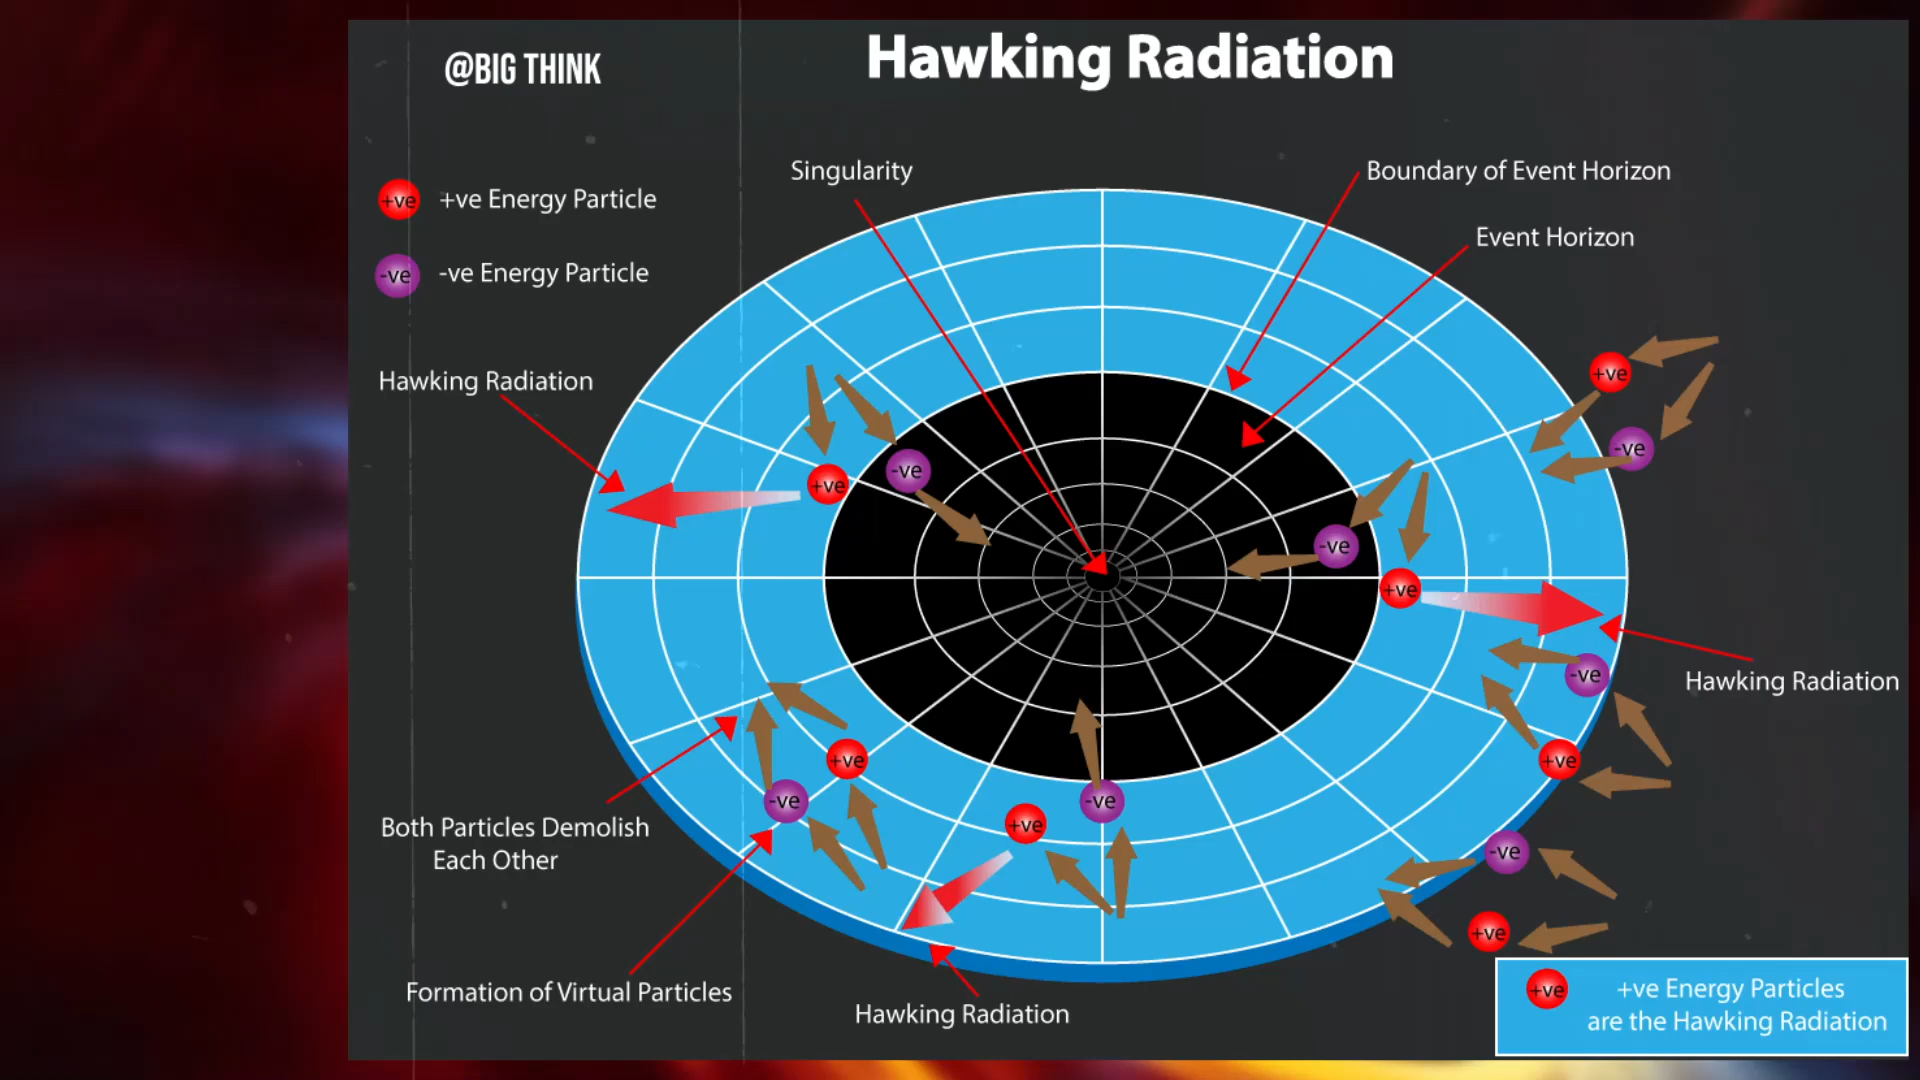 @BIG THINK
Hawking Radiation
Singularity
Boundary of Event Horizon
+ve +ve Energy Particle
Event Horizon
-ve -ve Energy Particle
Hawking Radiation
+ve
-ve
-ve
+ve
-ve
+ve
Hawking Radiation
-ve
+ve
+ve
-ve
-ve
+ve
Both Particles Demolish
Each Other
-ve
+ve
Formation of Virtual Particles
Hawking Radiation
+ve +ve Energy Particles
are the Hawking Radiation